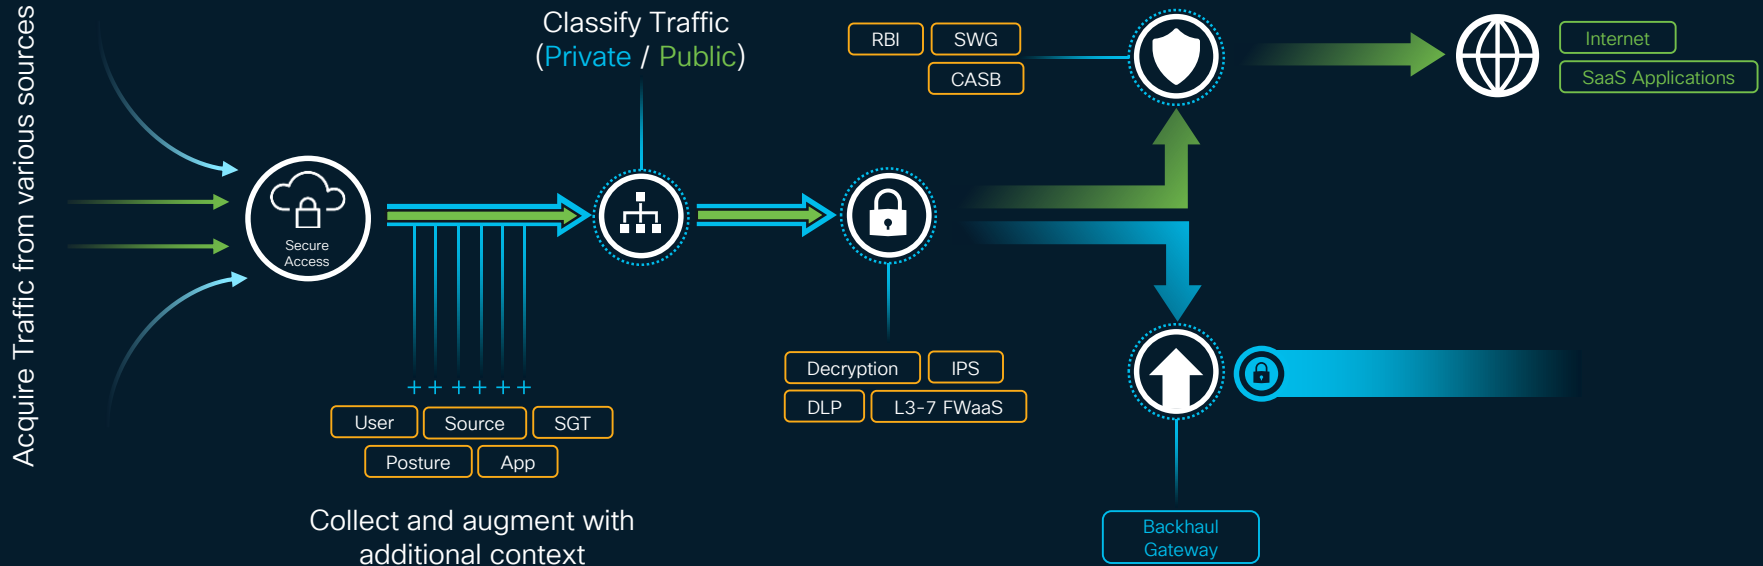 Acquire Traffic from various sources
Classify Traffic
(Private / Public)
RBI
SWG
CASB
Internet
SaaS Applications
Secure
Access
User
Source
SGT
Posture
App
Collect and augment with
additional context
Decryption
IPS
DLP
L3-7 FWaaS
Backhaul
Gateway